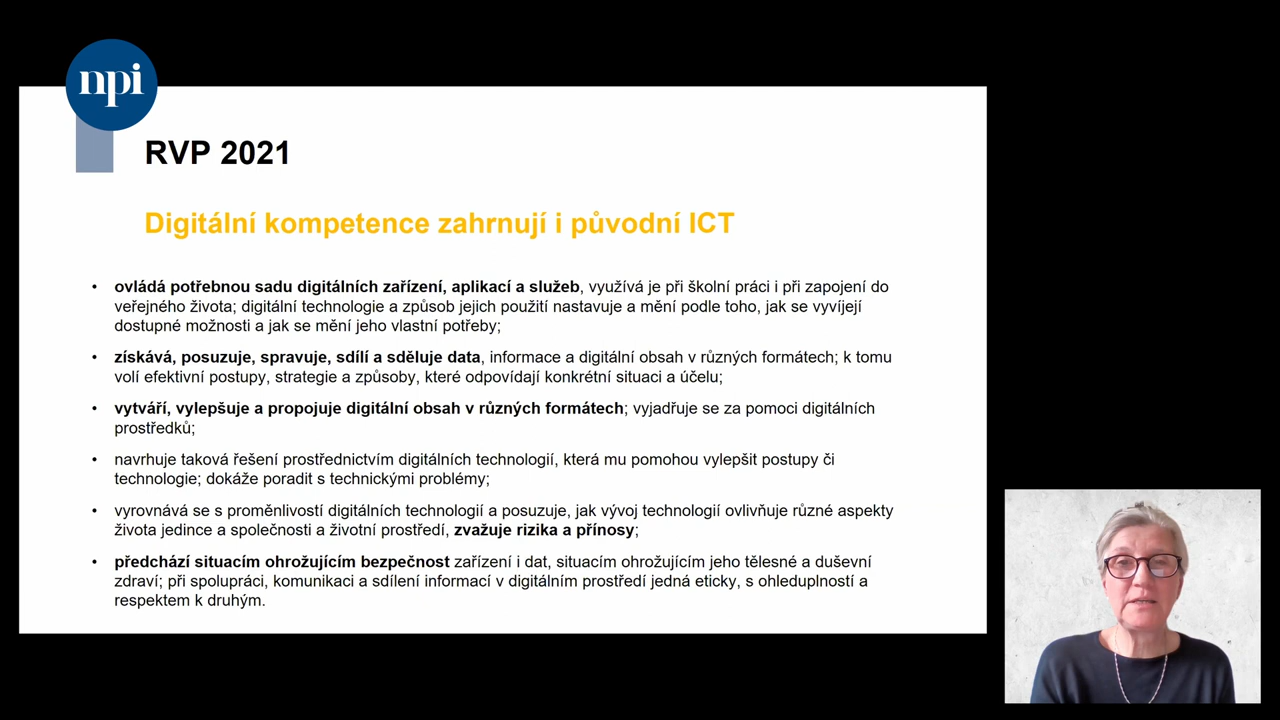 npi
RVP 2021
Digitální kompetence zahrnují i původní ICT
• ovládá potřebnou sadu digitálních zařízení, aplikací a služeb, využívá je při školní práci i při zapojení do
veřejného života; digitální technologie a způsob jejich použití nastavuje a mění podle toho, jak se vyvíjejí
dostupné možnosti a jak se mění jeho vlastní potřeby;
• získává, posuzuje, spravuje, sdílí a sděluje data, informace a digitální obsah v různých formátech; k tomu
volí efektivní postupy, strategie a způsoby, které odpovídají konkrétní situaci a účelu;
• vytváří, vylepšuje a propojuje digitální obsah v různých formátech; vyjadřuje se za pomoci digitálních
prostředků;
• navrhuje taková řešení prostřednictvím digitálních technologií, která mu pomohou vylepšit postupy či
technologie; dokáže poradit s technickými problémy;
• vyrovnává se s proměnlivostí digitálních technologií a posuzuje, jak vývoj technologií ovlivňuje různé aspekty
života jedince a společnosti a životní prostředí, zvažuje rizika a přínosy;
• předchází situacím ohrožujícím bezpečnost zařízení i dat, situacím ohrožujícím jeho tělesné a duševní
zdraví; při spolupráci, komunikaci a sdílení informací v digitálním prostředí jedná eticky, s ohleduplností a
respektem k druhým.